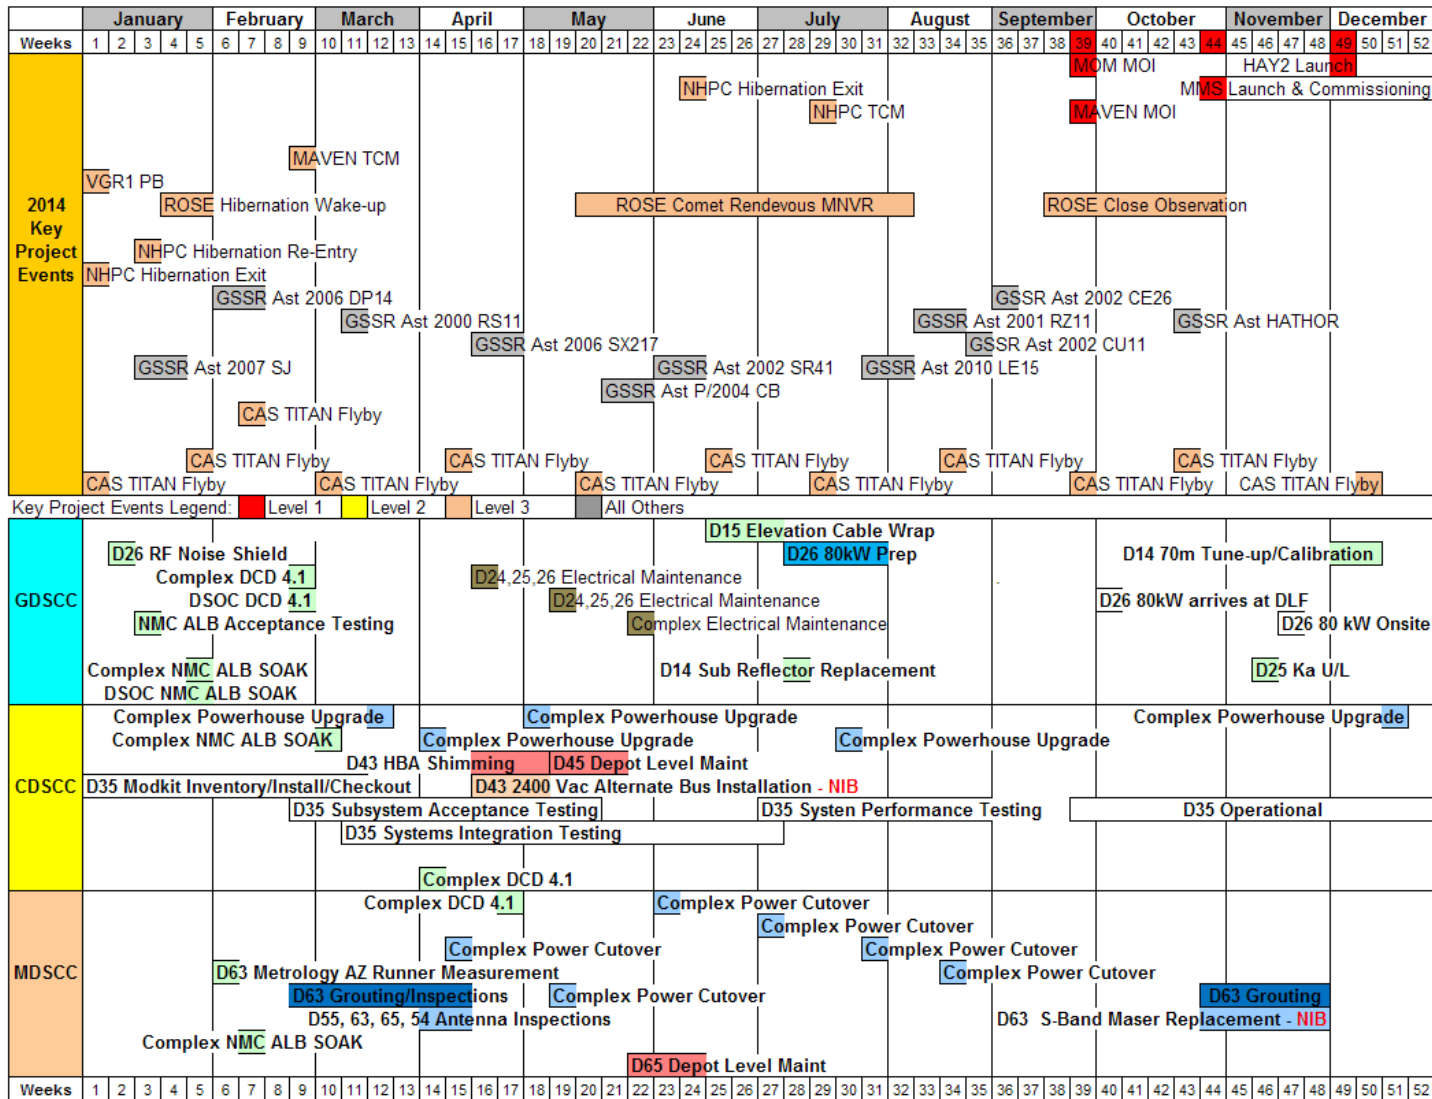 January February March April May June July August September October November December
Weeks 1 2 3 4 5 6 7 8 9 10 11 12 13 14 15 16 17 18 19 20 21 22 23 24 25 26 27 28 29 30 31 32 33 34 35 36 37 38 39 40 41 42 43 44 45 46 47 48 49 50 51 52
2014
Key
Project
Events
MOM MOI HAY2 Launch
NHPC Hibernation Exit MMS Launch & Commissioning
NHPC TCM MAVEN MOI
MAVEN TCM
VGR1 PB
ROSE Hibernation Wake-up ROSE Comet Rendevous MNVR ROSE Close Observation
NHPC Hibernation Re-Entry
NHPC Hibernation Exit
GSSR Ast 2006 DP14 GSSR Ast 2002 CE26
GSSR Ast 2000 RS11 GSSR Ast 2001 RZ11 GSSR Ast HATHOR
GSSR Ast 2006 SX217 GSSR Ast 2002 CU11
GSSR Ast 2007 SJ GSSR Ast 2002 SR41 GSSR Ast 2010 LE15
GSSR Ast P/2004 CB
CAS TITAN Flyby
CAS TITAN Flyby CAS TITAN Flyby CAS TITAN Flyby CAS TITAN Flyby CAS TITAN Flyby
CAS TITAN Flyby CAS TITAN Flyby CAS TITAN Flyby CAS TITAN Flyby CAS TITAN Flyby CAS TITAN Flyby
Key Project Events Legend: Level 1 Level 2 Level 3 All Others
GDSCC
D15 Elevation Cable Wrap
D26 RF Noise Shield D26 80kW Prep D14 70m Tune-up/Calibration
Complex DCD 4.1 D24,25,26 Electrical Maintenance
DSOC DCD 4.1 D24,25,26 Electrical Maintenance D26 80kW arrives at DLF
NMC ALB Acceptance Testing Complex Electrical Maintenance D26 80 kW Onsite
Complex NMC ALB SOAK D14 Sub Reflector Replacement D25 Ka U/L
DSOC NMC ALB SOAK
CDSCC
Complex Powerhouse Upgrade Complex Powerhouse Upgrade Complex Powerhouse Upgrade
Complex NMC ALB SOAK Complex Powerhouse Upgrade Complex Powerhouse Upgrade
D43 HBA Shimming D45 Depot Level Maint
D35 Modkit Inventory/Install/Checkout D43 2400 Vac Alternate Bus Installation - NIB
D35 Subsystem Acceptance Testing D35 Systen Performance Testing D35 Operational
D35 Systems Integration Testing
Complex DCD 4.1
MDSCC
Complex DCD 4.1 Complex Power Cutover
Complex Power Cutover
Complex Power Cutover Complex Power Cutover
D63 Metrology AZ Runner Measurement Complex Power Cutover
D63 Grouting/Inspections Complex Power Cutover D63 Grouting
D55, 63, 65, 54 Antenna Inspections D63 S-Band Maser Replacement - NIB
Complex NMC ALB SOAK
D65 Depot Level Maint
Weeks 1 2 3 4 5 6 7 8 9 10 11 12 13 14 15 16 17 18 19 20 21 22 23 24 25 26 27 28 29 30 31 32 33 34 35 36 37 38 39 40 41 42 43 44 45 46 47 48 49 50 51 52